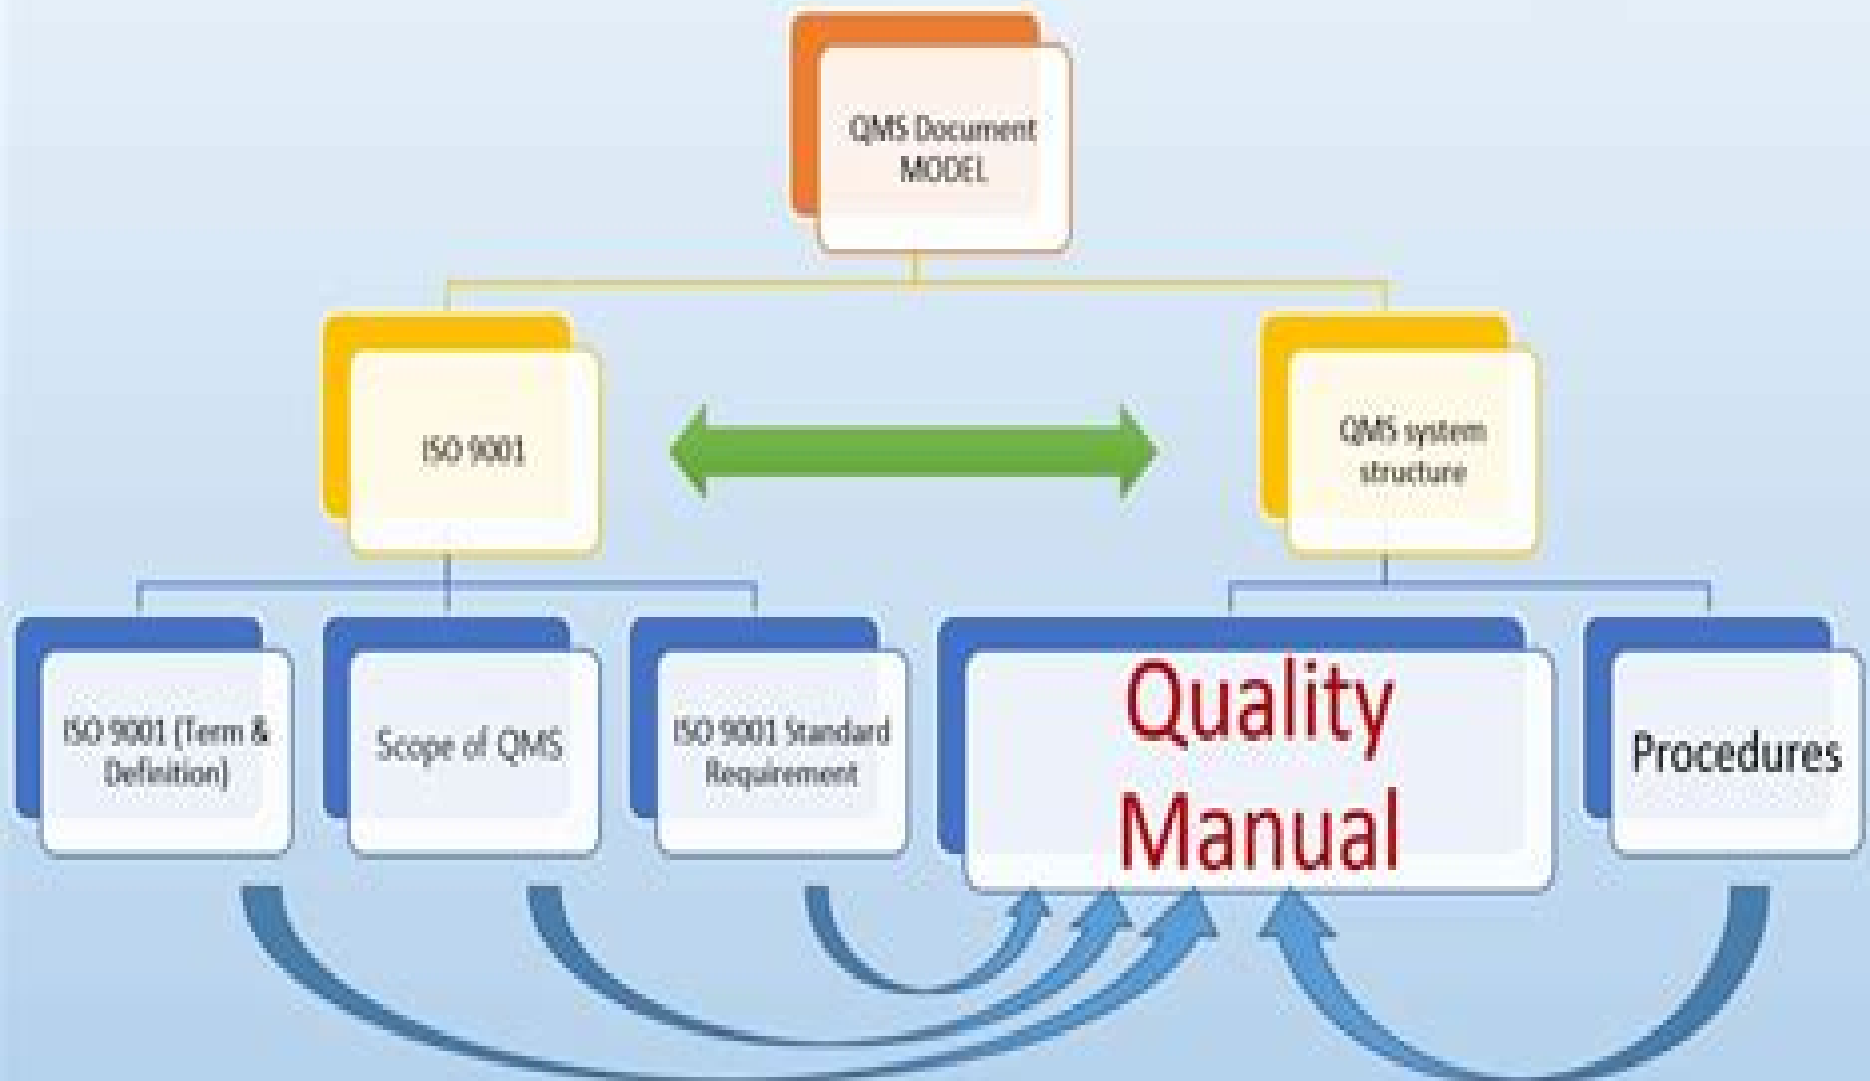 QMS Document
MODEL
ISO 9001
QMS system
structure
ISO 9001 (Term &
Definition)
Scope of QMS
ISO 9001 Standard
Requirement
Quality
Manual
Procedures